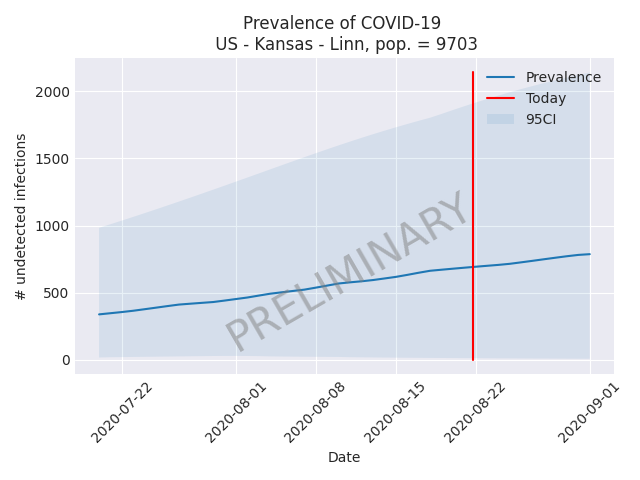 Prevalence of COVID-19
US - Kansas - Linn, pop. = 9703
Prevalence
Today
95CI
# undetected infections
2000
1500
1000
500
0
PRELIMINARY
2020-07-22
2020-08-01
2020-08-08
2020-08-15
2020-08-22
2020-09-01
Date